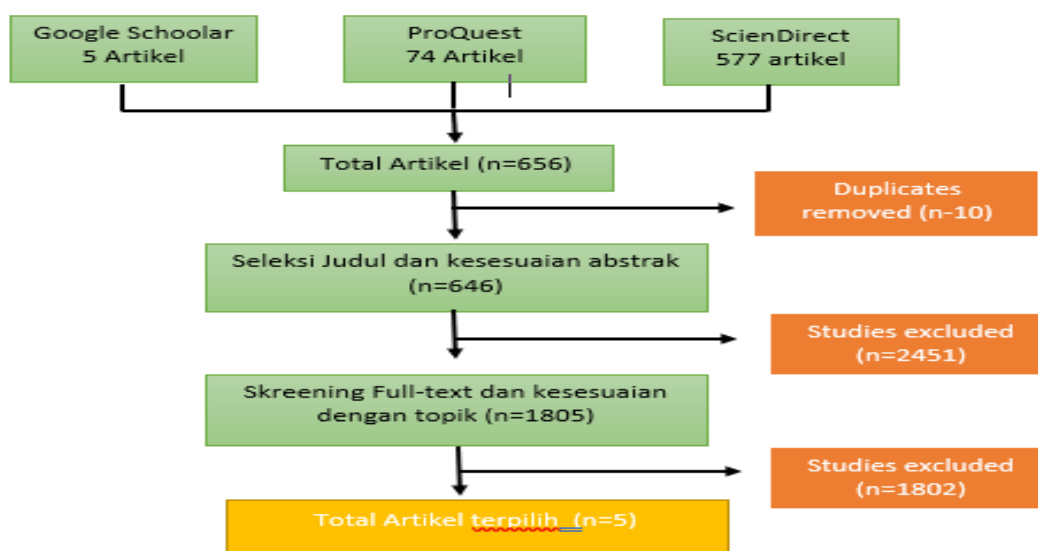 Google Schoolar
5 Artikel
ProQuest
74 Artikel
ScienDirect
577 artikel
Total Artikel (n=656)
Duplicates
removed (n-10)
Seleksi Judul dan kesesuaian abstrak
(n=646)
Studies excluded
(n=2451)
Skreening Full-text dan kesesuaian
dengan topik (n=1805)
Studies excluded
(n=1802)
Total Artikel terpilih (n=5)